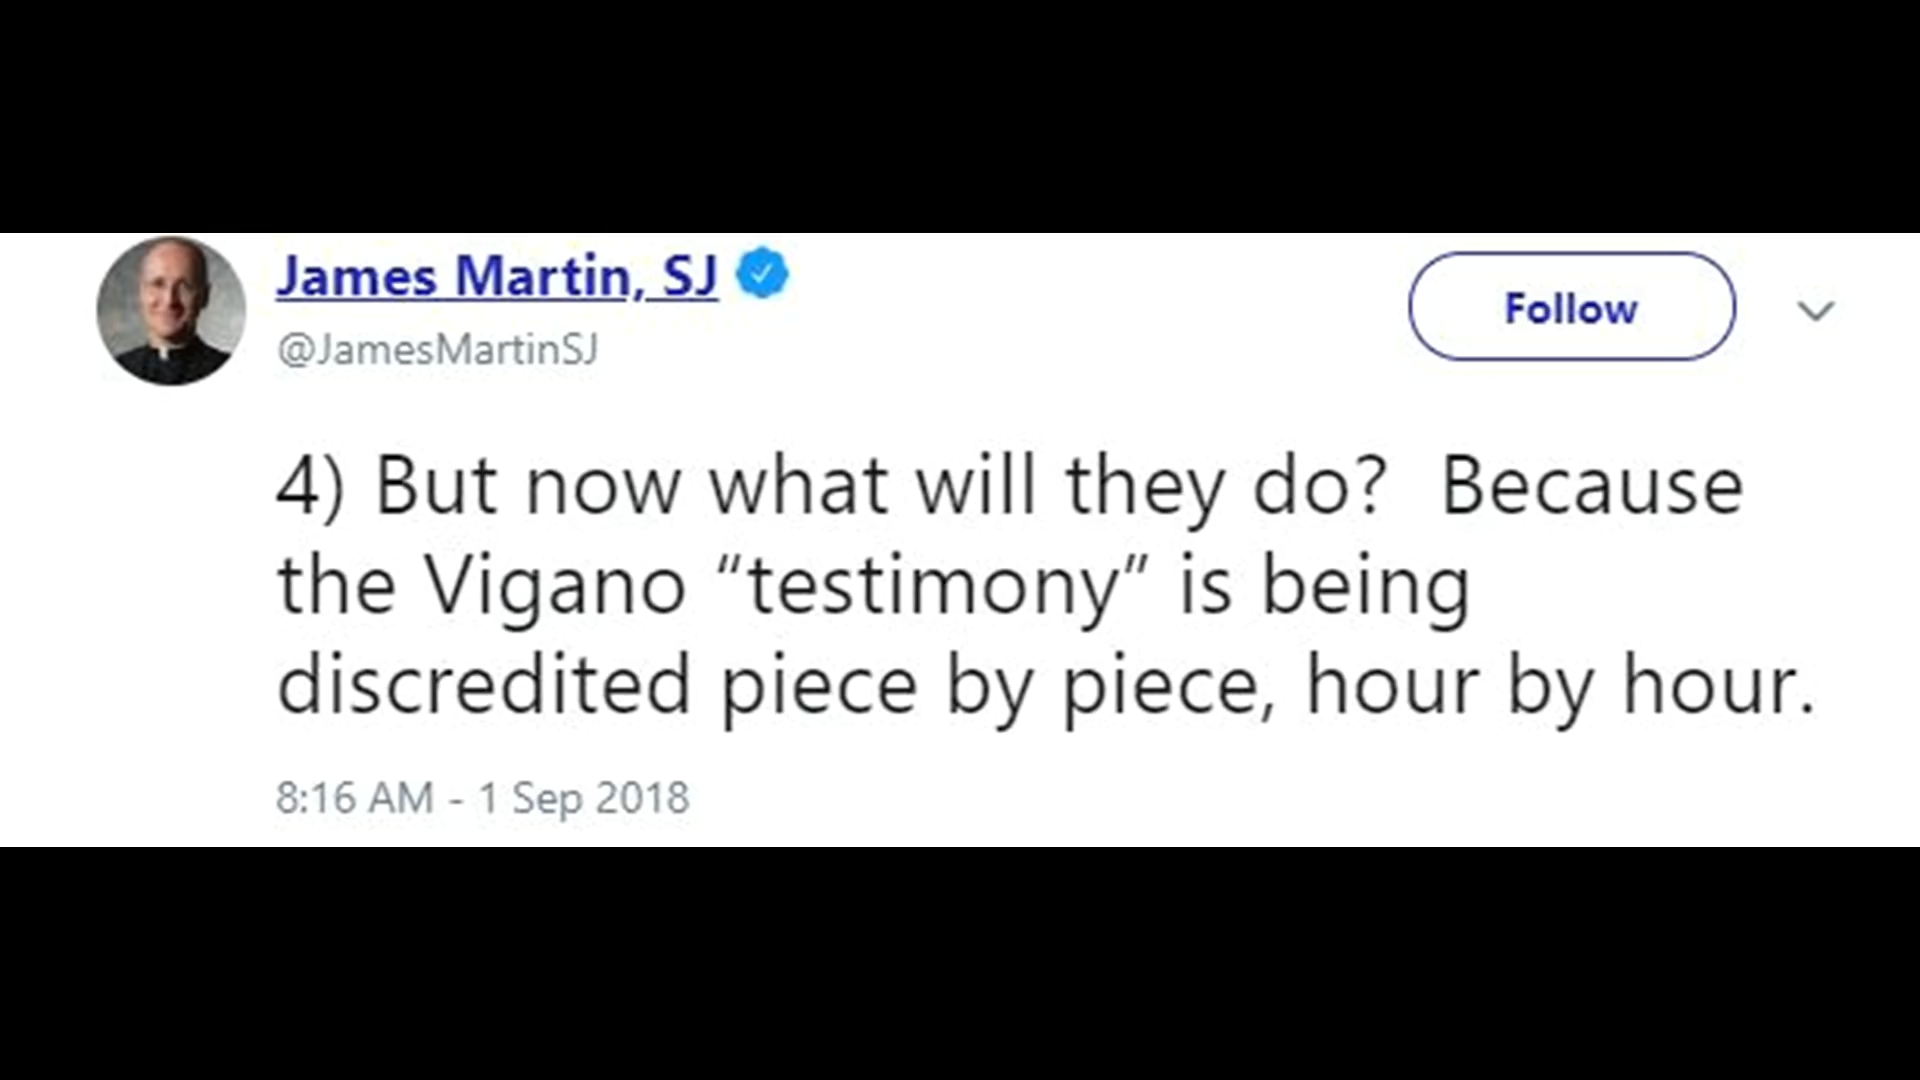 James Martin, SJ
@JamesMartinSJ
Follow
4) But now what will they do?  Because
the Vigano “testimony” is being
discredited piece by piece, hour by hour.
8:16 AM - 1 Sep 2018